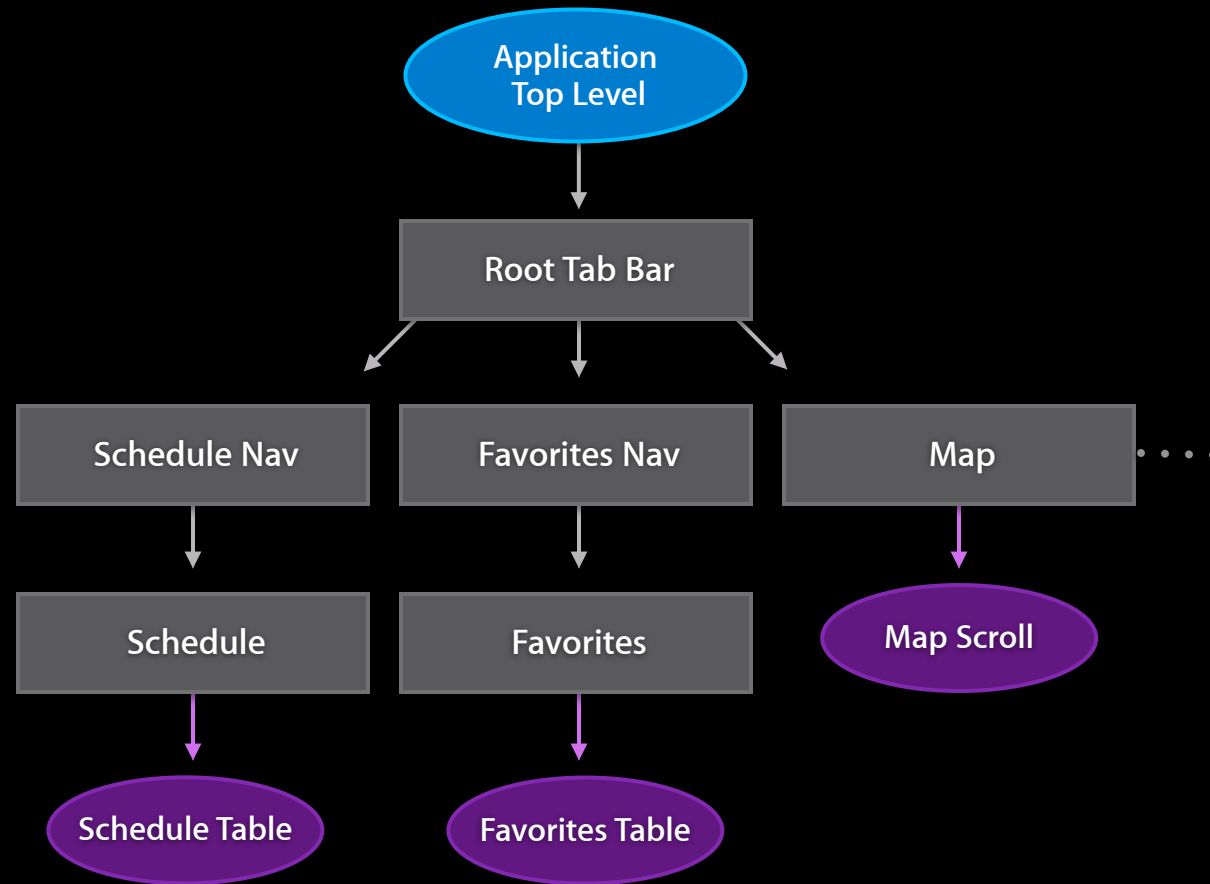 Application
Top Level
Root Tab Bar
Schedule Nav
Favorites Nav
Map
Schedule
Favorites
Map Scroll
Schedule Table
Favorites Table